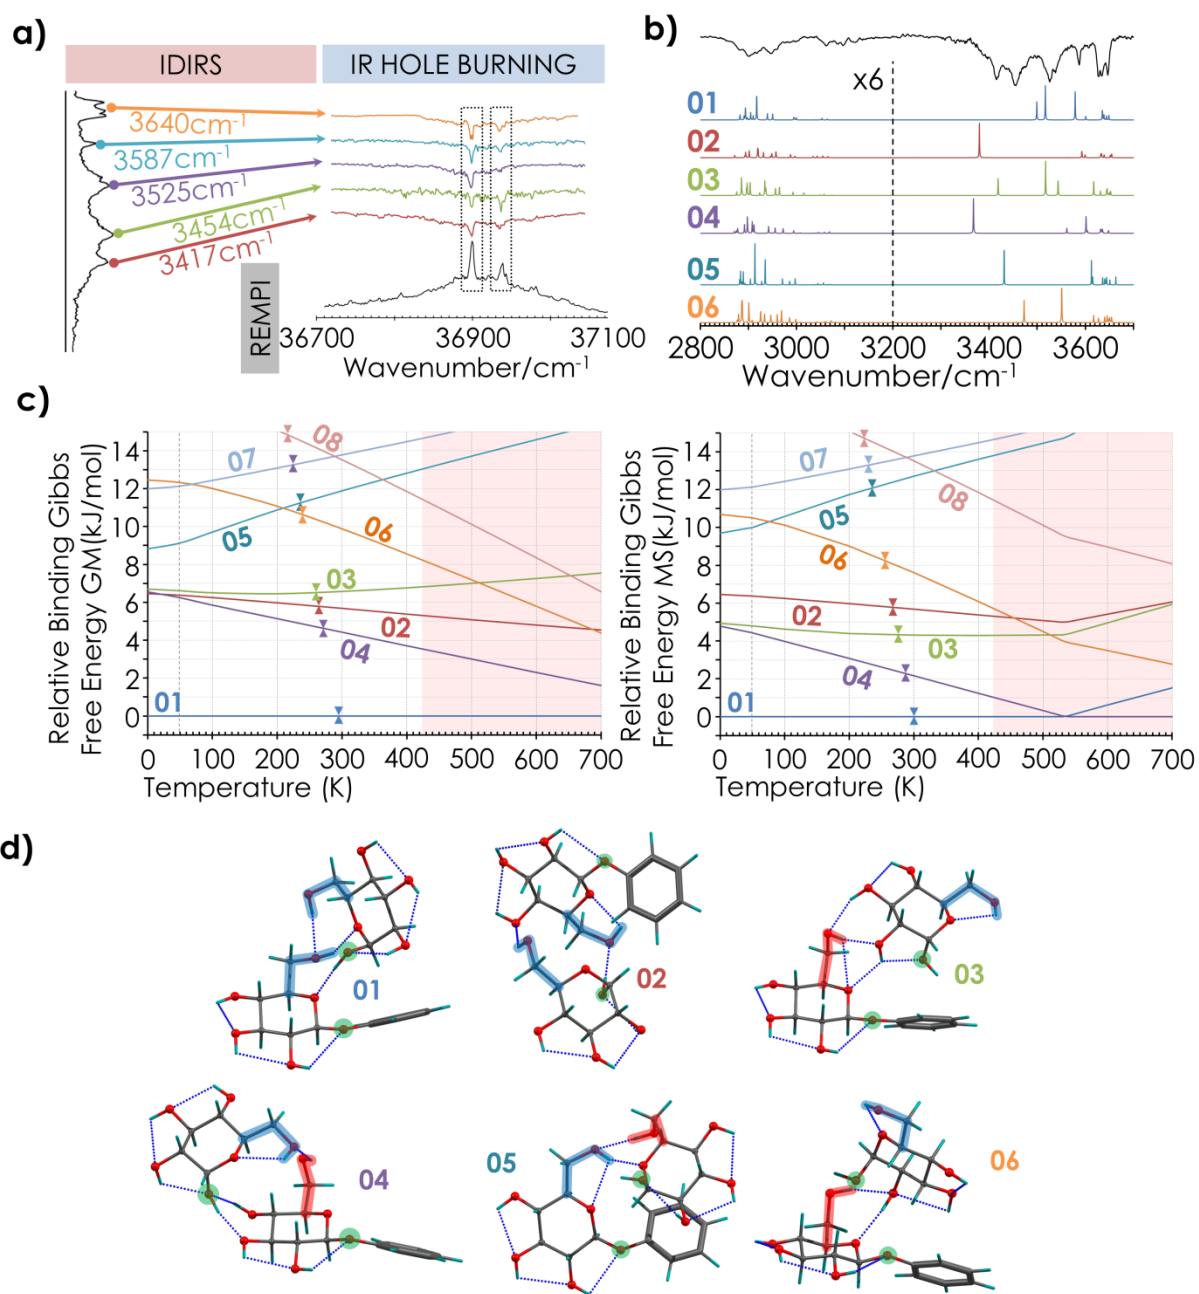 a)
IDIRS
IR HOLE BURNING
3640cm-1
3587cm-1
3525cm-1
3454cm-1
3417cm-1
REMPI
36700 36900 37100
Wavenumber/cm-1
b)
x6
01
02
03
04
05
06
2800 3000 3200 3400 3600
Wavenumber/cm-1
c)
Relative Binding Gibbs
Free Energy GM(kJ/mol)
14
12
10
8
6
4
2
0
07
08
05
06
03
02
04
01
0 100 200 300 400 500 600 700
Temperature (K)
Relative Binding Gibbs
Free Energy MS(kJ/mol)
14
12
10
8
6
4
2
0
07
08
05
06
02
03
04
01
0 100 200 300 400 500 600 700
Temperature (K)
d)
01
02
03
04
05
06